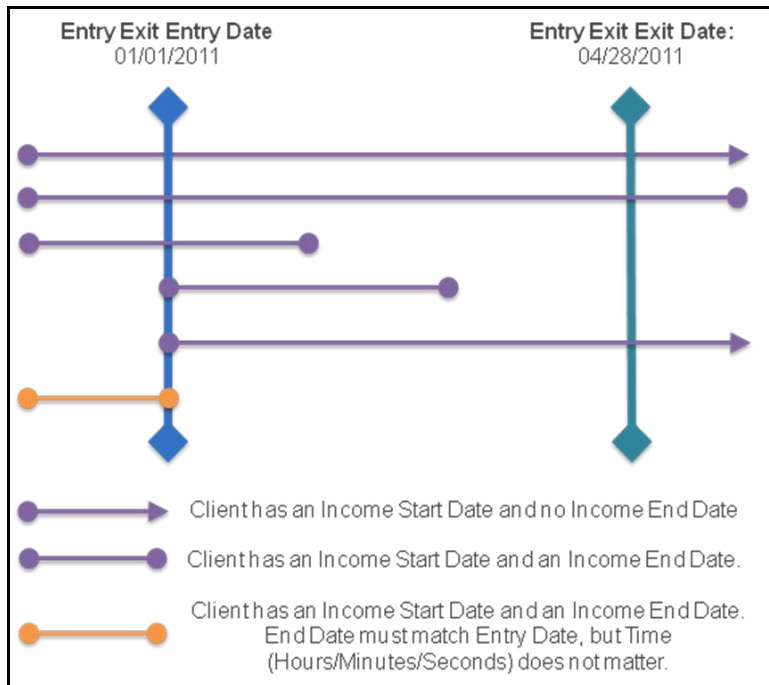 Entry Exit Entry Date
01/01/2011
Entry Exit Exit Date:
04/28/2011
Client has an Income Start Date and no Income End Date
Client has an Income Start Date and an Income End Date.
Client has an Income Start Date and an Income End Date.
End Date must match Entry Date, but Time
(Hours/Minutes/Seconds) does not matter.